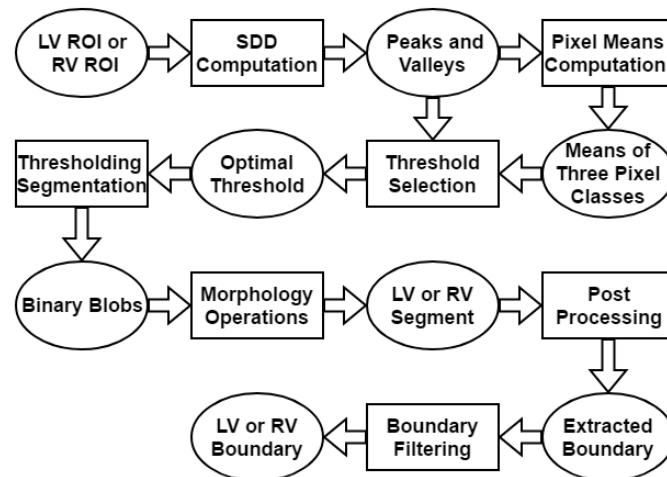 LV ROI or
RV ROI
SDD
Computation
Peaks and
Valleys
Pixel Means
Computation
Thresholding
Segmentation
Optimal
Threshold
Threshold
Selection
Means of
Three Pixel
Classes
Binary Blobs
Morphology
Operations
LV or RV
Segment
Post
Processing
LV or RV
Boundary
Boundary
Filtering
Extracted
Boundary